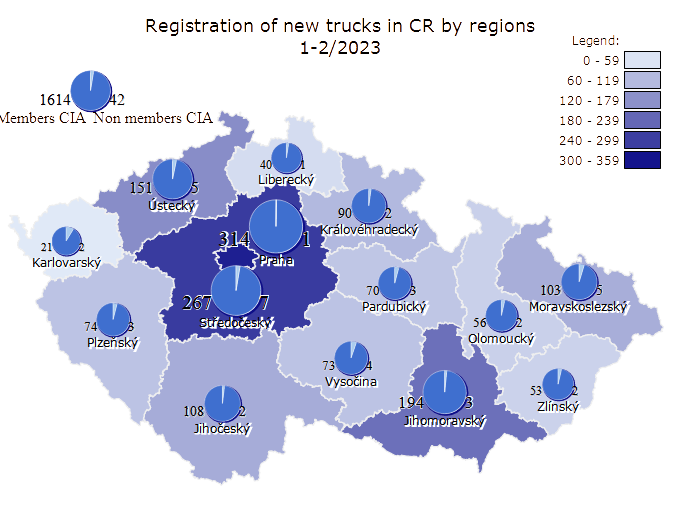 Registration of new trucks in CR by regions
1-2/2023
Legend:
0 - 59
60 - 119
120 - 179
180 - 239
240 - 299
300 - 359
1614 42
Members CIA Non members CIA
40 1
Liberecký
151 5
Ústecký
90 2
Královéhradecký
314 1
Praha
21 2
Karlovarský
267 7
Středočeský
70 3
Pardubický
103 5
Moravskoslezský
74 3
Plzeňský
56 2
Olomoucký
73 4
Vysočina
53 2
Zlínský
108 2
Jihočeský
194 3
Jihomoravský